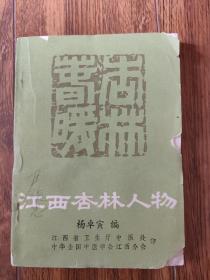 江西杏林人物
杨卓寅 编
江西省卫生厅中医处
中华全国中医学会江西分会 印